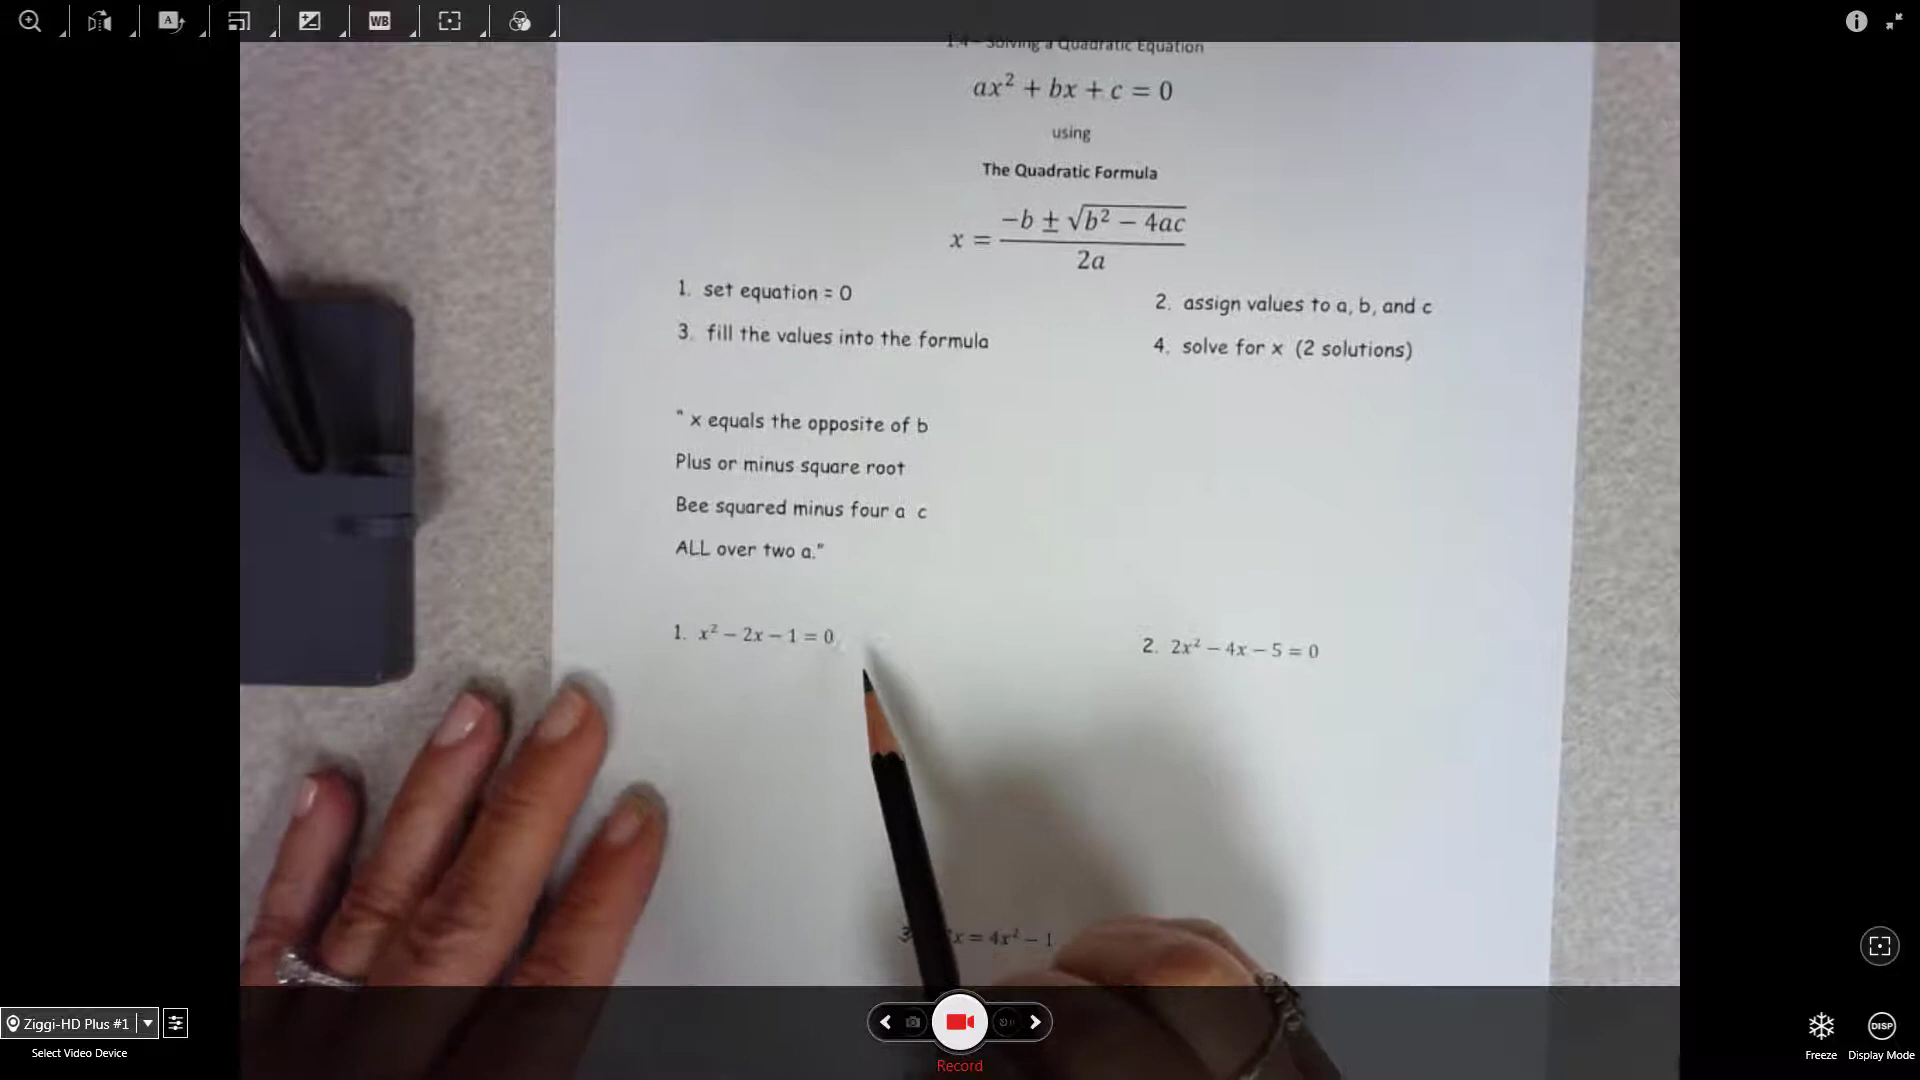 A
WB
1.4 – Solving a Quadratic Equation
ax² + bx + c = 0
using
The Quadratic Formula
x = −b ± √b² − 4ac / 2a
1. set equation = 0
2. assign values to a, b, and c
3. fill the values into the formula
4. solve for x (2 solutions)
" x equals the opposite of b
Plus or minus square root
Bee squared minus four a c
ALL over two a."
1. x² − 2x − 1 = 0
2. 2x² − 4x − 5 = 0
x = 4x² − 1
Ziggi-HD Plus #1
Select Video Device
Record
Freeze
DISP
Display Mode